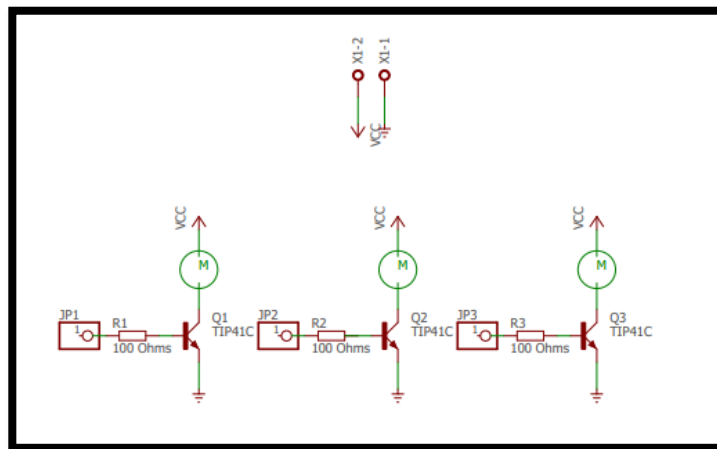 X1-2
X1-1
VCC
VCC
VCC
VCC
M
M
M
JP1
1
R1
100 Ohms
Q1
TIP41C
JP2
1
R2
100 Ohms
Q2
TIP41C
JP3
1
R3
100 Ohms
Q3
TIP41C